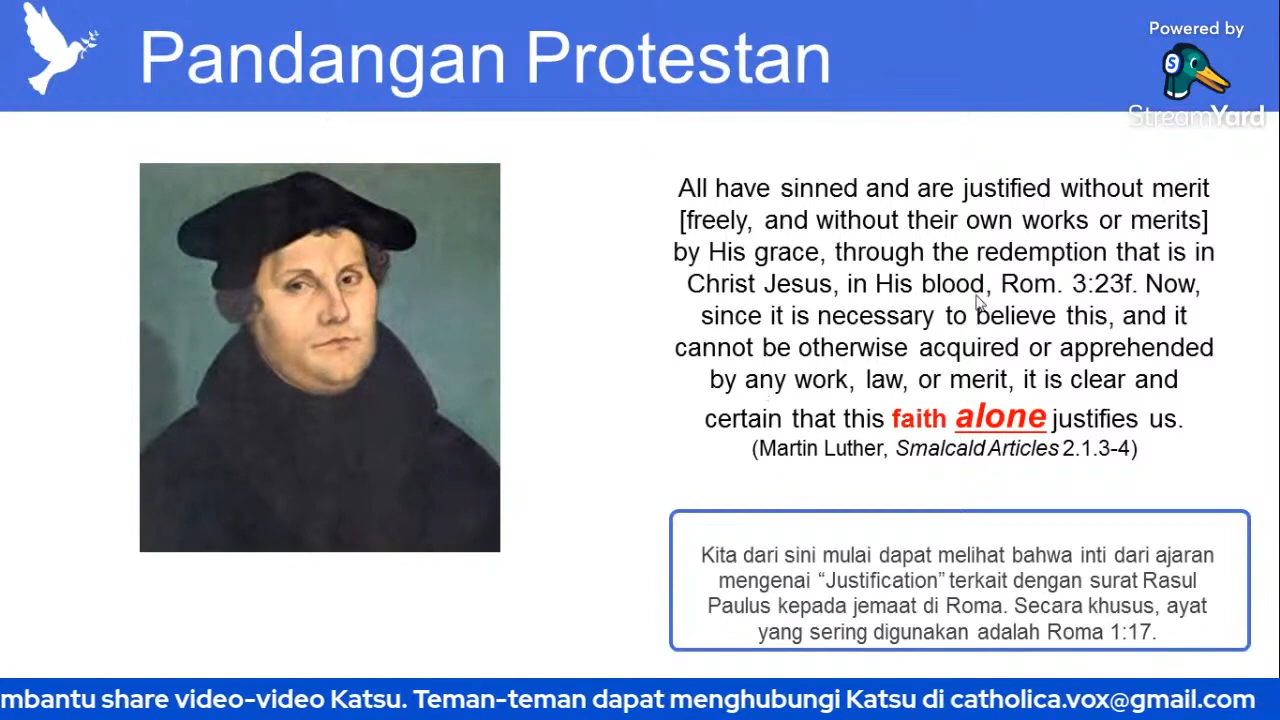 Pandangan Protestan
Powered by
S
StreamYard
All have sinned and are justified without merit
[freely, and without their own works or merits]
by His grace, through the redemption that is in
Christ Jesus, in His blood, Rom. 3:23f. Now,
since it is necessary to believe this, and it
cannot be otherwise acquired or apprehended
by any work, law, or merit, it is clear and
certain that this faith alone justifies us.
(Martin Luther, Smalcald Articles 2.1.3-4)
Kita dari sini mulai dapat melihat bahwa inti dari ajaran
mengenai “Justification” terkait dengan surat Rasul
Paulus kepada jemaat di Roma. Secara khusus, ayat
yang sering digunakan adalah Roma 1:17.
mbantu share video-video Katsu. Teman-teman dapat menghubungi Katsu di catholica.vox@gmail.com